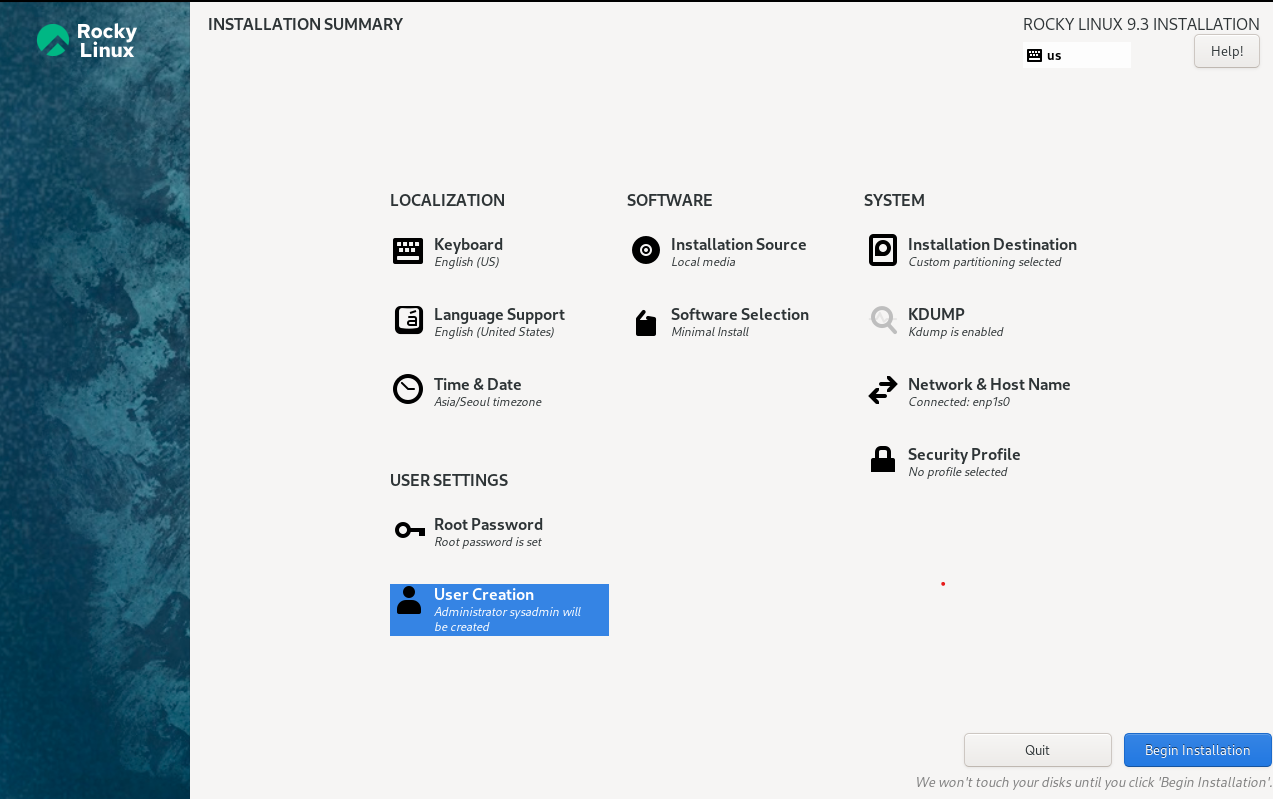 Rocky
Linux
INSTALLATION SUMMARY
ROCKY LINUX 9.3 INSTALLATION
us
Help!
LOCALIZATION
Keyboard
English (US)
Language Support
English (United States)
Time & Date
Asia/Seoul timezone
SOFTWARE
Installation Source
Local media
Software Selection
Minimal Install
SYSTEM
Installation Destination
Custom partitioning selected
KDUMP
Kdump is enabled
Network & Host Name
Connected: enp1s0
Security Profile
No profile selected
USER SETTINGS
Root Password
Root password is set
User Creation
Administrator sysadmin will
be created
Quit
Begin Installation
We won't touch your disks until you click 'Begin Installation'.